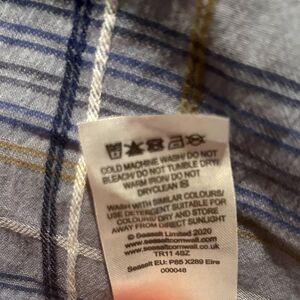 COLD MACHINE WASH/ DO NOT
BLEACH/ DO NOT TUMBLE DRY/
WARM IRON/ DO NOT
DRYCLEAN
WASH WITH SIMILAR COLOURS/
USE DETERGENT SUITABLE FOR
COLOURS/ DRY AND STORE
AWAY FROM DIRECT SUNLIGHT
© Seasalt Limited 2020
www.seasaltcornwall.com
www.seasaltcornwall.co.uk
TR11 4SZ
Seasalt EU: P85 X289 Eire
000048